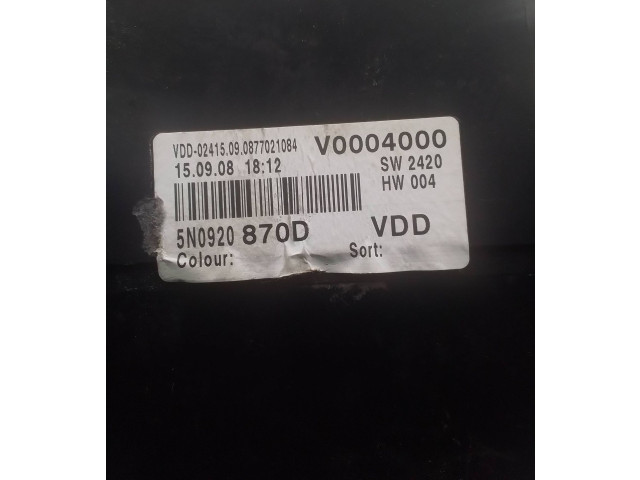 VDD-02415.09.0877021084 V0004000
15.09.08 18:12 SW 2420
HW 004
5N0920 870D VDD
Colour: Sort: